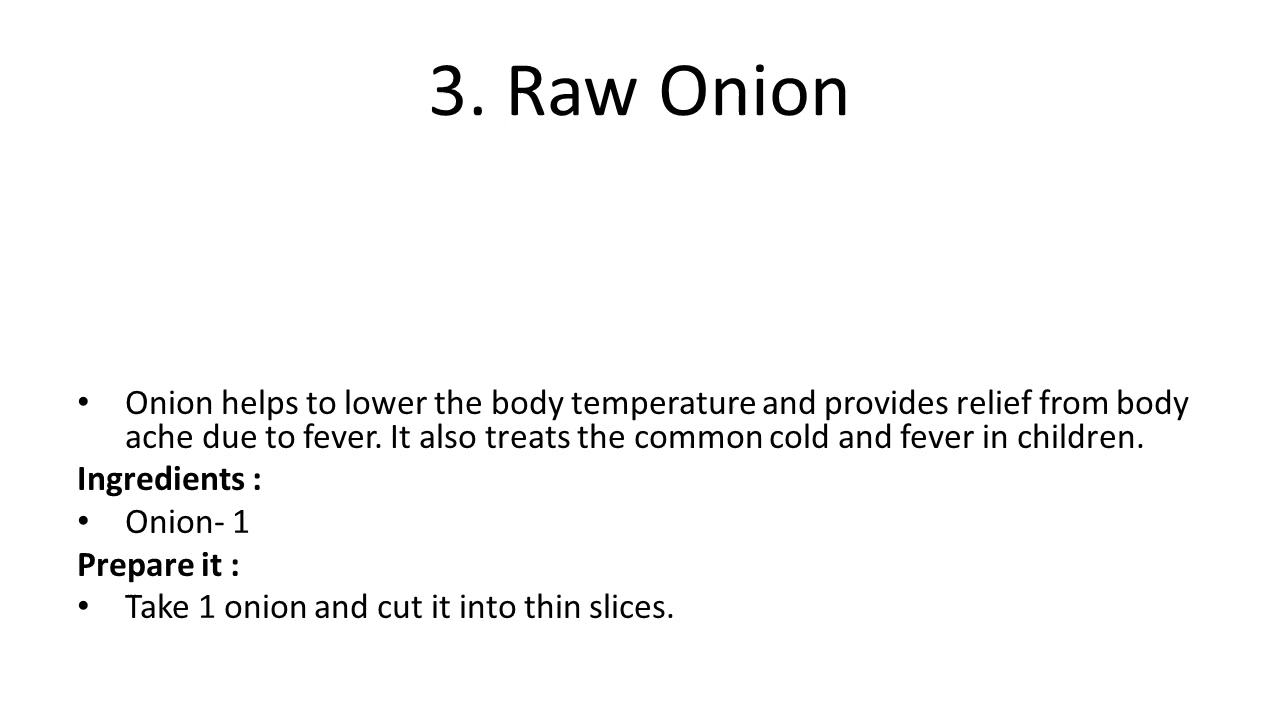 3. Raw Onion
• Onion helps to lower the body temperature and provides relief from body
ache due to fever. It also treats the common cold and fever in children.
Ingredients :
• Onion- 1
Prepare it :
• Take 1 onion and cut it into thin slices.